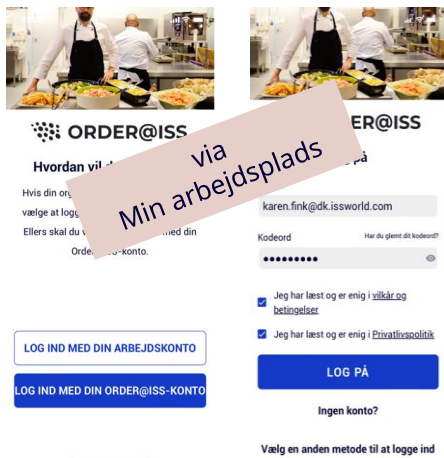 ORDER@ISS
Hvordan vil d
Hvis din org
vælge at logg
Ellers skal du v med din
Orde -konto.
LOG IND MED DIN ARBEJDSKONTO
LOG IND MED DIN ORDER@ISS-KONTO
via
Min arbejdsplads
ER@ISS
på
karen.fink@dk.issworld.com
Kodeord Har du glemt dit kodeord?
●●●●●●●●●
Jeg har læst og er enig i vilkår og
betingelser
Jeg har læst og er enig i Privatlivspolitik
LOG PÅ
Ingen konto?
Vælg en anden metode til at logge ind